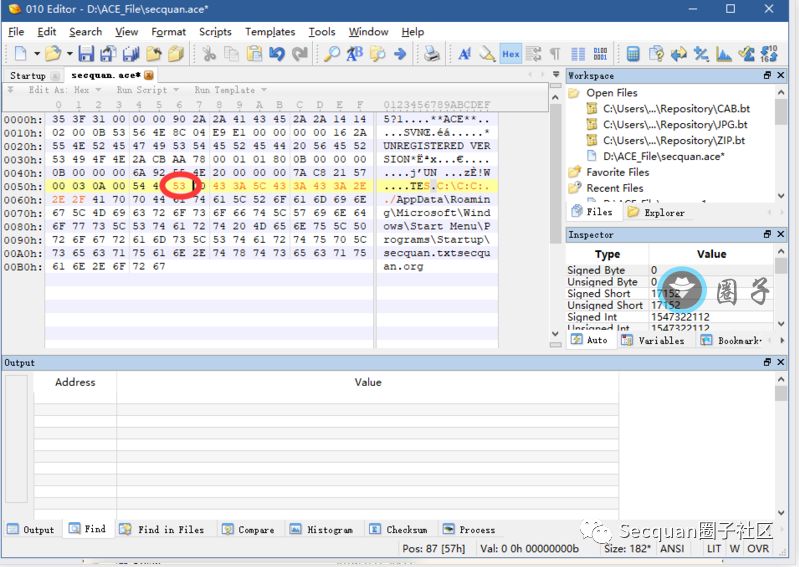 010 Editor - D:\ACE_File\secquan.ace*
File Edit Search View Format Scripts Templates Tools Window Help
Hex
Startup secquan.ace*
Edit As: Hex Run Script Run Template
0 1 2 3 4 5 6 7 8 9 A B C D E F 0123456789ABCDEF
0000h: 35 3F 31 00 00 00 90 2A 2A 41 43 45 2A 2A 14 14 5?1....**ACE**..
0010h: 02 00 0B 53 56 4E 8C 04 E9 E1 00 00 00 00 16 2A ...SVNŒ.éá.....*
0020h: 55 4E 52 45 47 49 53 54 45 52 45 44 20 56 45 52 UNREGISTERED VER
0030h: 53 49 4F 4E 2A CB AA 78 00 01 01 80 0B 00 00 00 SION*Ëªx...€....
0040h: 0B 00 00 00 6A 92 4E 20 00 00 00 7A C8 21 57 ....j'UN ...zÈ!W
0050h: 00 03 0A 00 54 4 53 43 3A 5C 43 3A 43 3A 2E ....TES.C:\C:C:.
0060h: 2E 2F 41 70 70 44 61 74 61 5C 52 6F 61 6D 69 6E ./AppData\Roamin
0070h: 67 5C 4D 69 63 72 6F 73 6F 66 74 5C 57 69 6E 64 g\Microsoft\Wind
0080h: 6F 77 73 5C 53 74 61 72 74 20 4D 65 6E 75 5C 50 ows\Start Menu\P
0090h: 72 6F 67 72 61 6D 73 5C 53 74 61 72 74 75 70 5C rograms\Startup\
00A0h: 73 65 63 71 75 61 6E 2E 74 78 74 73 65 63 71 75 secquan.txtsecqu
00B0h: 61 6E 2E 6F 72 67 an.org
Workspace
Open Files
C:\Users\...\Repository\CAB.bt
C:\Users\...\Repository\JPG.bt
C:\Users\...\Repository\ZIP.bt
D:\ACE_File\secquan.ace*
Favorite Files
Recent Files
Files Explorer
Inspector
Type Value
Signed Byte 0
Unsigned Byte 0
Signed Short 17152
Unsigned Short 17152
Signed Int 1547322112
Unsigned Int 1547322112
圈子
Auto Variables Bookmark
Output
Address Value
Output Find Find in Files Compare Histogram Checksum Process
Secquan圈子社区
Pos: 87 [57h] Val: 0 0h 00000000b Size: 182* ANSI LIT W OVR